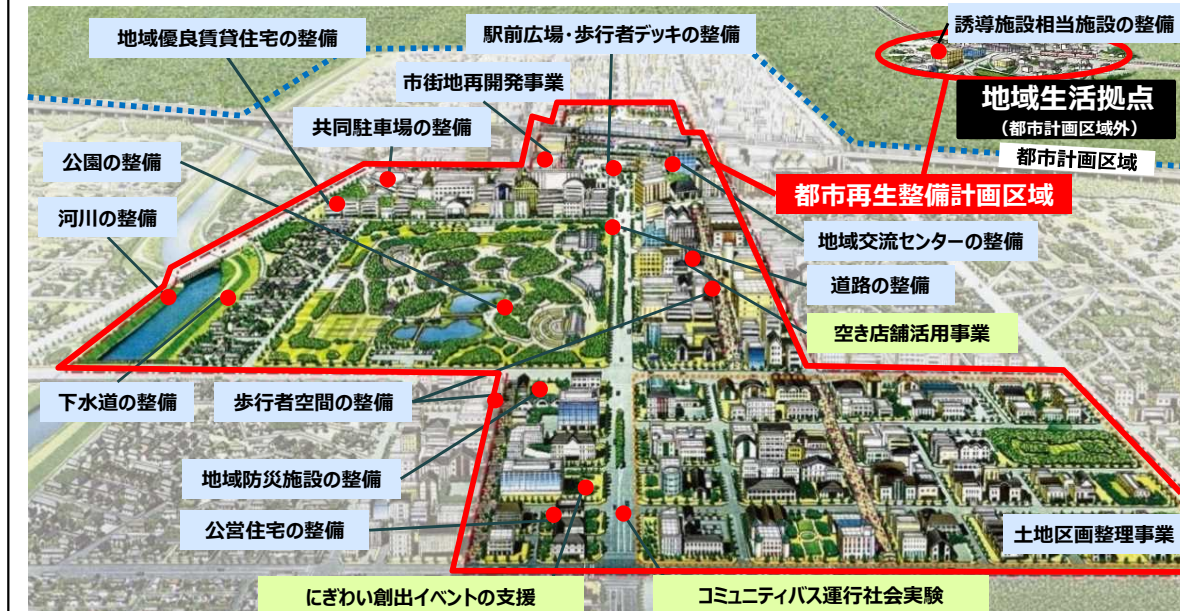 地域優良賃貸住宅の整備
駅前広場・歩行者デッキの整備
誘導施設相当施設の整備
市街地再開発事業
共同駐車場の整備
地域生活拠点
（都市計画区域外）
都市計画区域
公園の整備
都市再生整備計画区域
河川の整備
地域交流センターの整備
道路の整備
空き店舗活用事業
下水道の整備
歩行者空間の整備
地域防災施設の整備
公営住宅の整備
土地区画整理事業
にぎわい創出イベントの支援
コミュニティバス運行社会実験